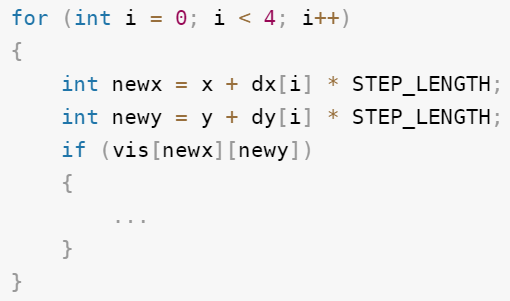 for (int i = 0; i < 4; i++)
{
    int newx = x + dx[i] * STEP_LENGTH;
    int newy = y + dy[i] * STEP_LENGTH;
    if (vis[newx][newy])
    {
        ...
    }
}